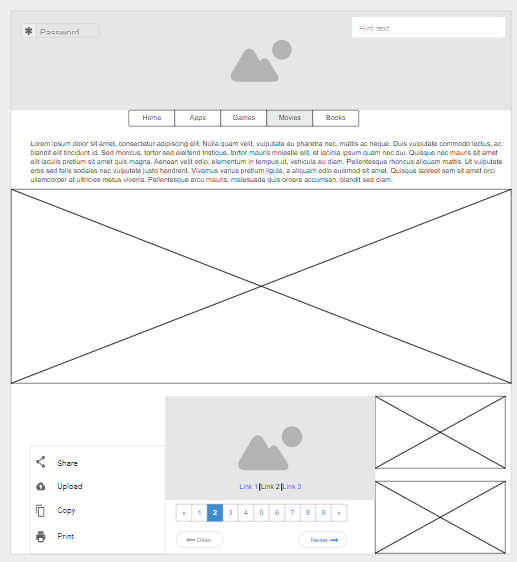 Hint text
✱ Password
Home Apps Games Movies Books
Lorem ipsum dolor sit amet, consectetur adipiscing elit. Nulla quam velit, vulputate eu pharetra nec, mattis ac neque. Duis vulputate commodo lectus, ac
blandit elit tincidunt id. Sed rhoncus, tortor sed eleifend tristique, tortor mauris molestie elit, et lacinia ipsum quam nec dui. Quisque nec mauris sit amet
elit iaculis pretium sit amet quis magna. Aenean velit odio, elementum in tempus ut, vehicula eu diam. Pellentesque rhoncus aliquam mattis. Ut vulputate
eros sed felis sodales nec vulputate justo hendrerit. Vivamus varius pretium ligula, a aliquam odio euismod sit amet. Quisque laoreet sem sit amet orci
ullamcorper at ultricies metus viverra. Pellentesque arcu mauris, malesuada quis ornare accumsan, blandit sed diam.
Share
Upload
Copy
Print
Link 1|Link 2|Link 3
« 1 2 3 4 5 6 7 8 9 »
Older
Newer